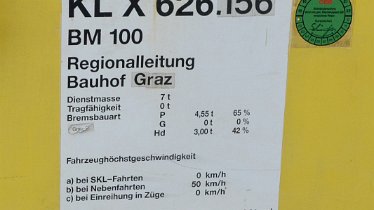 KL X 626.156
BM 100
Regionalleitung
Bauhof Graz
Dienstmasse 7 t
Tragfähigkeit 0 t
Bremsbauart P 4,55 t 65 %
G 0 t 0 %
Hd 3,00 t 42 %
Fahrzeughöchstgeschwindigkeit
a) bei SKL-Fahrten 0 km/h
b) bei Nebenfahrten 50 km/h
c) bei Einreihung in Züge 0 km/h